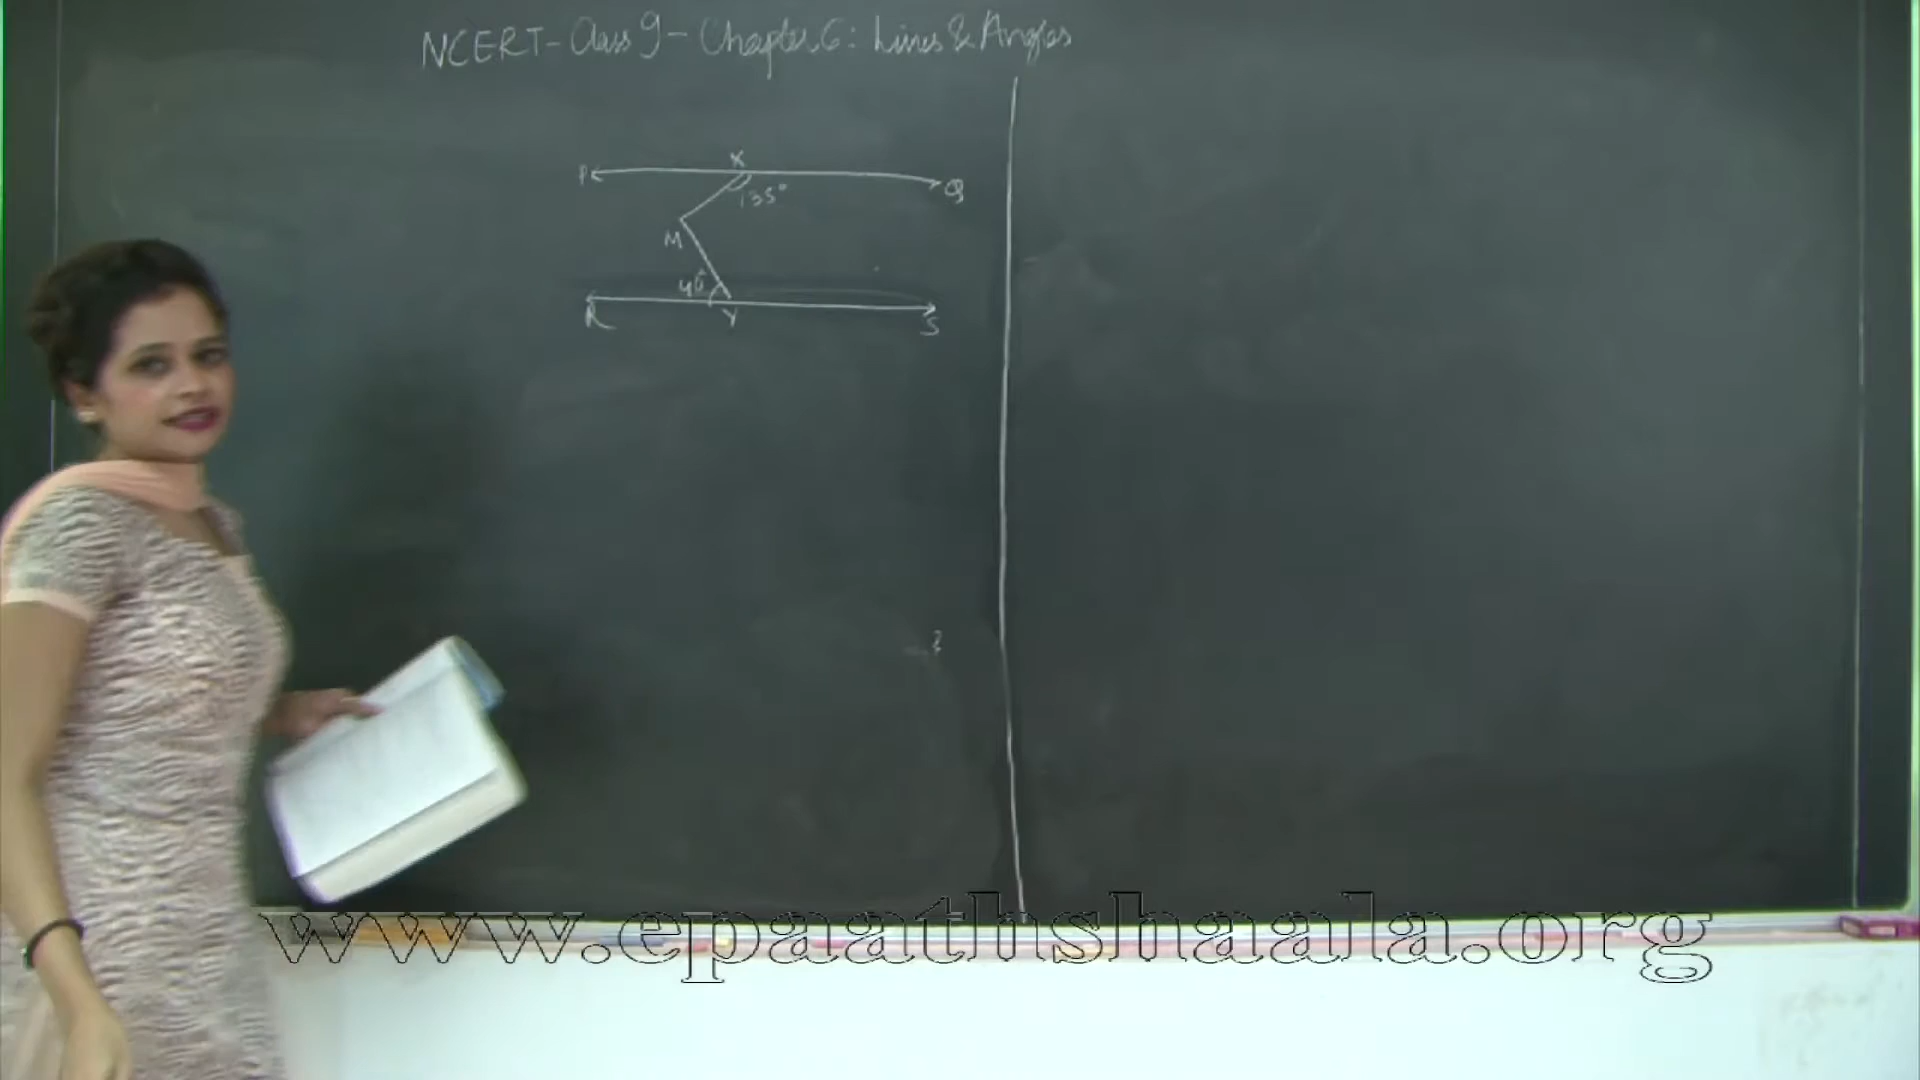 NCERT - Class 9 - Chapter 6: Lines & Angles
X
P
Q
135°
M
40°
R
Y
S
www.epaathshaala.org